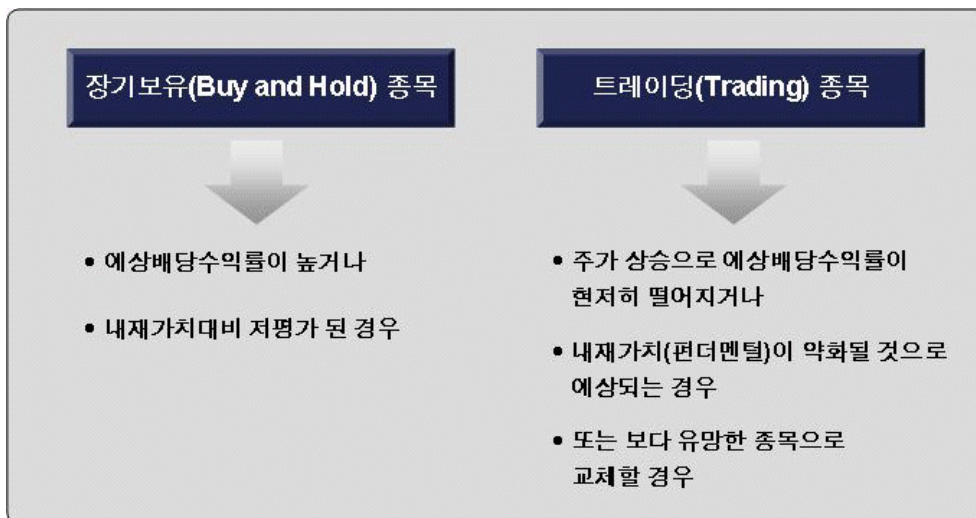 장기보유(Buy and Hold) 종목
• 예상배당수익률이 높거나
• 내재가치대비 저평가 된 경우
트레이딩(Trading) 종목
• 주가 상승으로 예상배당수익률이
현저히 떨어지거나
• 내재가치(펀더멘털)이 약화될 것으로
예상되는 경우
• 또는 보다 유망한 종목으로
교체할 경우